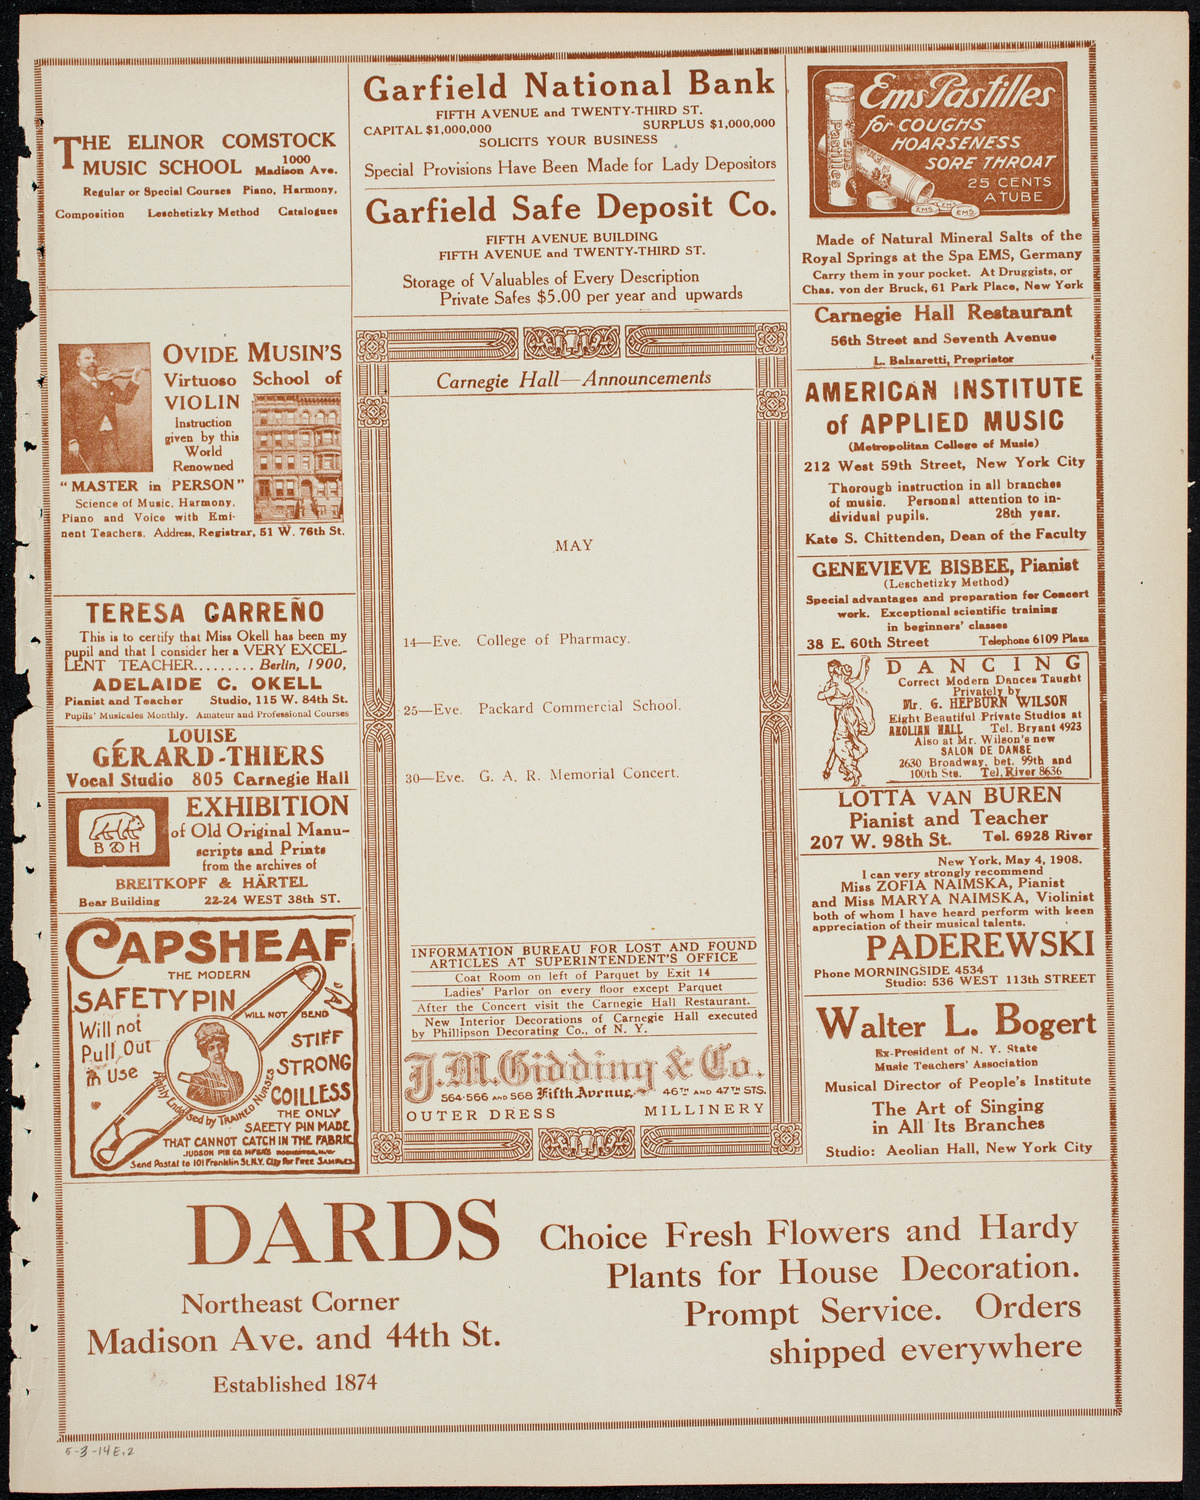 THE ELINOR COMSTOCK
MUSIC SCHOOL 1000 Madison Ave.
Regular or Special Courses Piano, Harmony,
Composition Leschetizky Method Catalogues
OVIDE MUSIN'S
Virtuoso School of
VIOLIN
Instruction
given by this
World
Renowned
"MASTER in PERSON"
Science of Music, Harmony,
Piano and Voice with Emi-
nent Teachers. Address, Registrar, 51 W. 76th St.
TERESA CARREÑO
This is to certify that Miss Okell has been my
pupil and that I consider her a VERY EXCEL-
LENT TEACHER......... Berlin, 1900,
ADELAIDE C. OKELL
Pianist and Teacher Studio, 115 W. 84th St.
Pupils' Musicales Monthly. Amateur and Professional Courses
LOUISE
GÉRARD-THIERS
Vocal Studio 805 Carnegie Hall
B & H
EXHIBITION
of Old Original Manu-
scripts and Prints
from the archives of
BREITKOPF & HÄRTEL
Bear Building 22-24 WEST 38th ST.
CAPSHEAF
THE MODERN
SAFETY PIN
WILL NOT BEND
Will not
Pull Out
in Use
STIFF
STRONG
COILLESS
Highly Endorsed by TRAINED NURSES
THE ONLY
SAFETY PIN MADE
THAT CANNOT CATCH IN THE FABRIC
JUDSON PIN CO. MFGRS ROCHESTER, N.Y.
Send Postal to 101 Franklin St. N.Y. City For Free SAMPLES
Garfield National Bank
FIFTH AVENUE and TWENTY-THIRD ST.
CAPITAL $1,000,000 SURPLUS $1,000,000
SOLICITS YOUR BUSINESS
Special Provisions Have Been Made for Lady Depositors
Garfield Safe Deposit Co.
FIFTH AVENUE BUILDING
FIFTH AVENUE and TWENTY-THIRD ST.
Storage of Valuables of Every Description
Private Safes $5.00 per year and upwards
Carnegie Hall—Announcements
MAY
14—Eve. College of Pharmacy.
25—Eve. Packard Commercial School.
30—Eve. G. A. R. Memorial Concert.
INFORMATION BUREAU FOR LOST AND FOUND
ARTICLES AT SUPERINTENDENT'S OFFICE
Coat Room on left of Parquet by Exit 14
Ladies' Parlor on every floor except Parquet
After the Concert visit the Carnegie Hall Restaurant.
New Interior Decorations of Carnegie Hall executed
by Phillipson Decorating Co., of N. Y.
J.M. Gidding & Co.
564-566 AND 568 Fifth Avenue, 46TH AND 47TH STS.
OUTER DRESS MILLINERY
Ems Pastilles
for COUGHS
HOARSENESS
SORE THROAT
25 CENTS
A TUBE
Made of Natural Mineral Salts of the
Royal Springs at the Spa EMS, Germany
Carry them in your pocket. At Druggists, or
Chas. von der Bruck, 61 Park Place, New York
Carnegie Hall Restaurant
56th Street and Seventh Avenue
L. Balzaretti, Proprietor
AMERICAN INSTITUTE
of APPLIED MUSIC
(Metropolitan College of Music)
212 West 59th Street, New York City
Thorough instruction in all branches
of music. Personal attention to in-
dividual pupils. 28th year.
Kate S. Chittenden, Dean of the Faculty
GENEVIEVE BISBEE, Pianist
(Leschetizky Method)
Special advantages and preparation for Concert
work. Exceptional scientific training
in beginners' classes
38 E. 60th Street Telephone 6109 Plaza
DANCING
Correct Modern Dances Taught
Privately by
Mr. G. HEPBURN WILSON
Eight Beautiful Private Studios at
AEOLIAN HALL Tel. Bryant 4923
Also at Mr. Wilson's new
SALON DE DANSE
2630 Broadway, bet. 99th and
100th Sts. Tel. River 8636
LOTTA VAN BUREN
Pianist and Teacher
207 W. 98th St. Tel. 6928 River
New York, May 4, 1908.
I can very strongly recommend
Miss ZOFIA NAIMSKA, Pianist
and Miss MARYA NAIMSKA, Violinist
both of whom I have heard perform with keen
appreciation of their musical talents.
PADEREWSKI
Phone MORNINGSIDE 4534
Studio: 536 WEST 113th STREET
Walter L. Bogert
Ex-President of N. Y. State
Music Teachers' Association
Musical Director of People's Institute
The Art of Singing
in All Its Branches
Studio: Aeolian Hall, New York City
DARDS
Northeast Corner
Madison Ave. and 44th St.
Established 1874
Choice Fresh Flowers and Hardy
Plants for House Decoration.
Prompt Service. Orders
shipped everywhere
5-3-14E.2